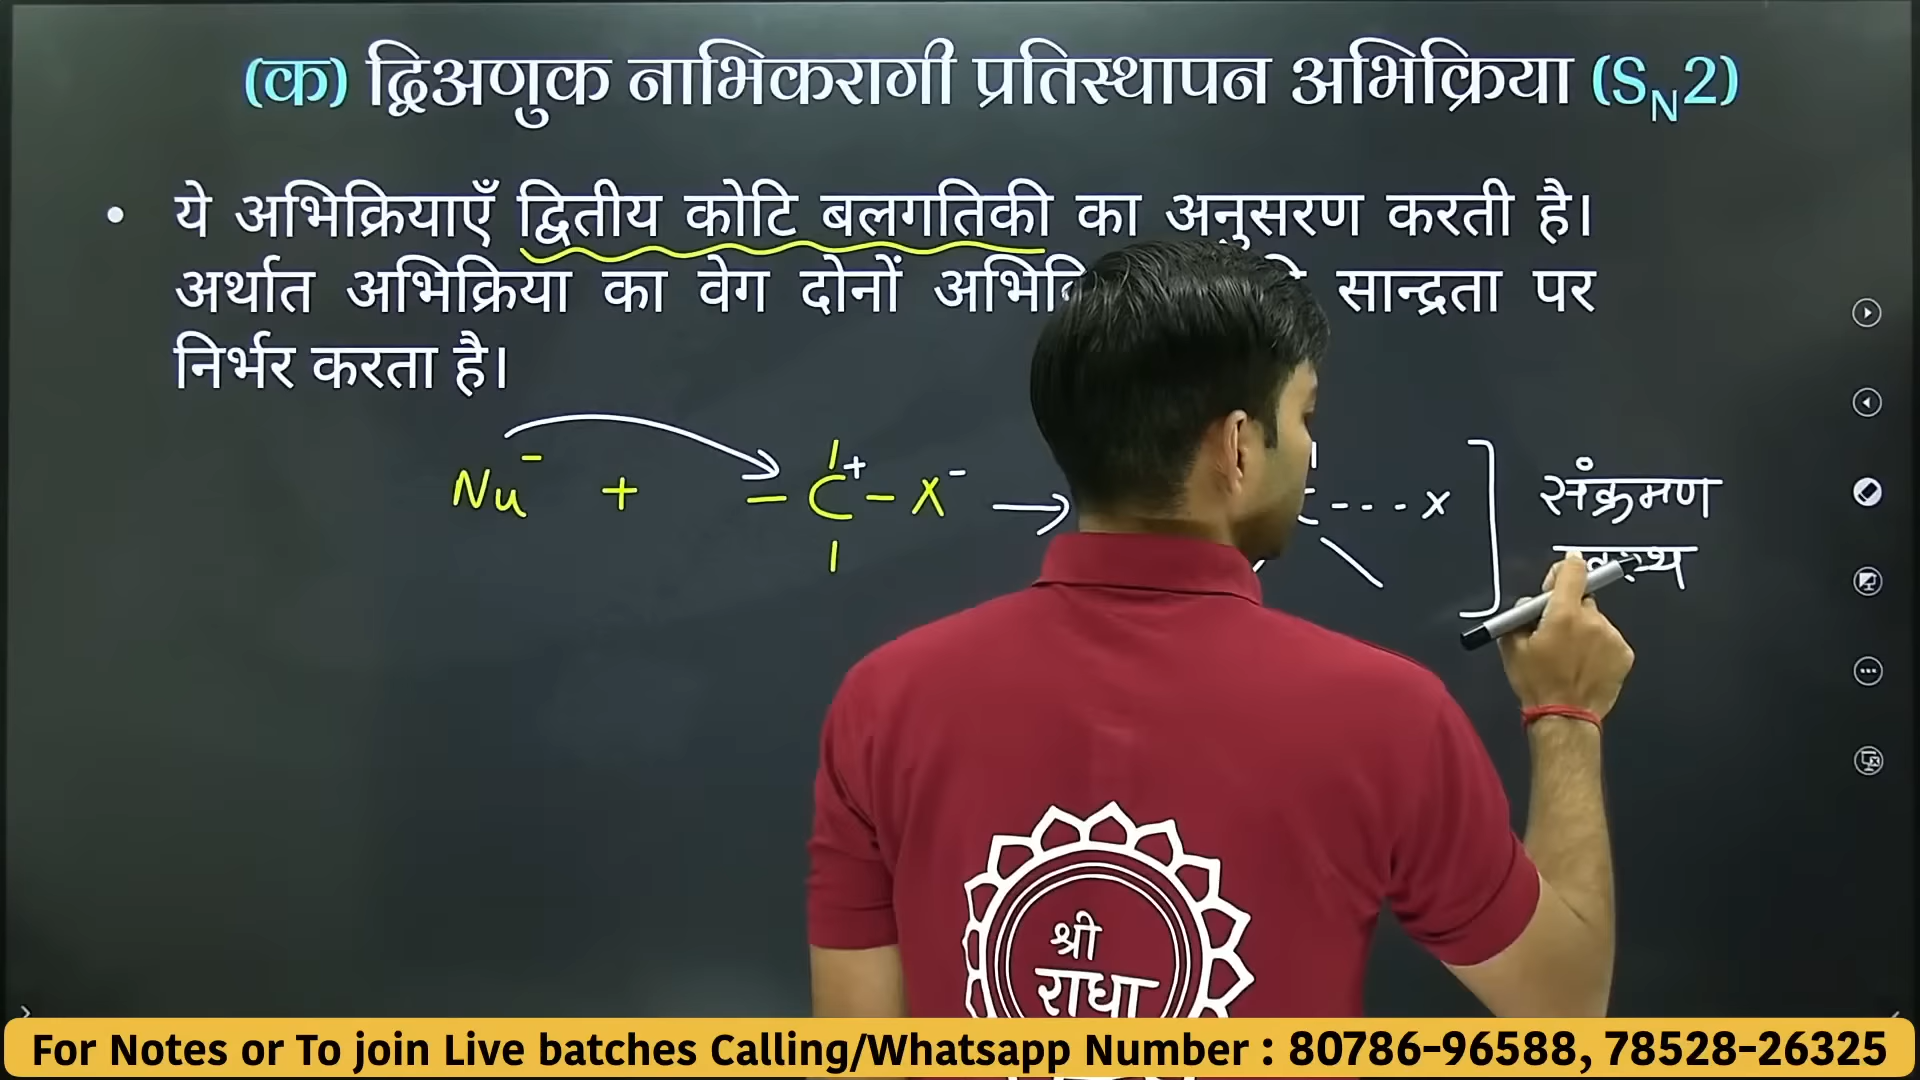 (क) द्विअणुक नाभिकरागी प्रतिस्थापन अभिक्रिया (SN2)
• ये अभिक्रियाएँ द्वितीय कोटि बलगतिकी का अनुसरण करती है।
अर्थात अभिक्रिया का वेग दोनों सान्द्रता पर
निर्भर करता है।
Nu⁻ + – C⁺ – X⁻ → C - - - X ] संक्रमण
श्री
राधा
For Notes or To join Live batches Calling/Whatsapp Number : 80786-96588, 78528-26325